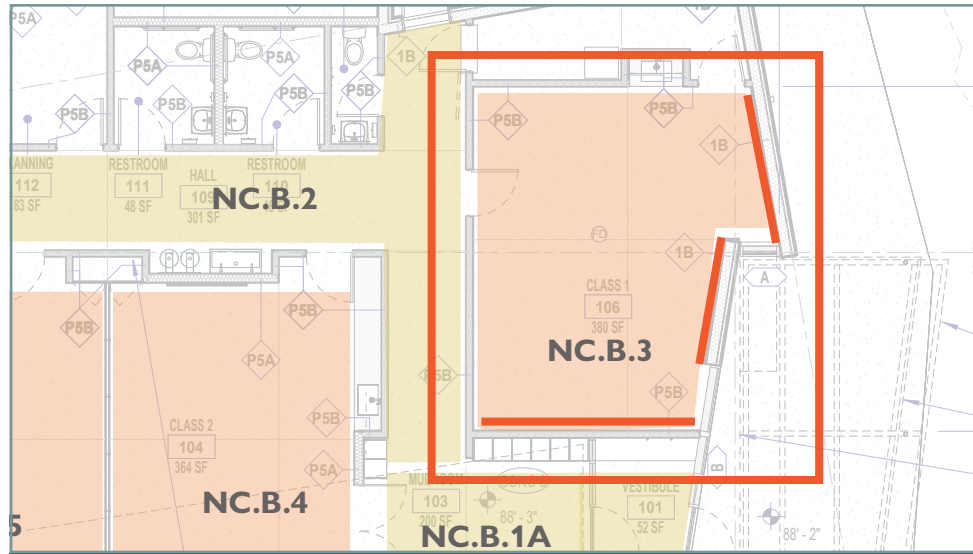 P5A
P5A
P5A
P5B
P5B
P5B
P5B
1B
1B
P5B
P5B
1B
LANNING
112
83 SF
RESTROOM
111
48 SF
HALL
109
301 SF
RESTROOM
110
NC.B.2
FD
1B
A
CLASS 1
106
380 SF
NC.B.3
P5B
P5B
P5A
P5B
P5B
P5B
CLASS 2
104
364 SF
P5A
NC.B.4
5
MUDROOM
103
200 SF
88' - 3"
NC.B.1A
VESTIBULE
101
52 SF
B
88' - 2"